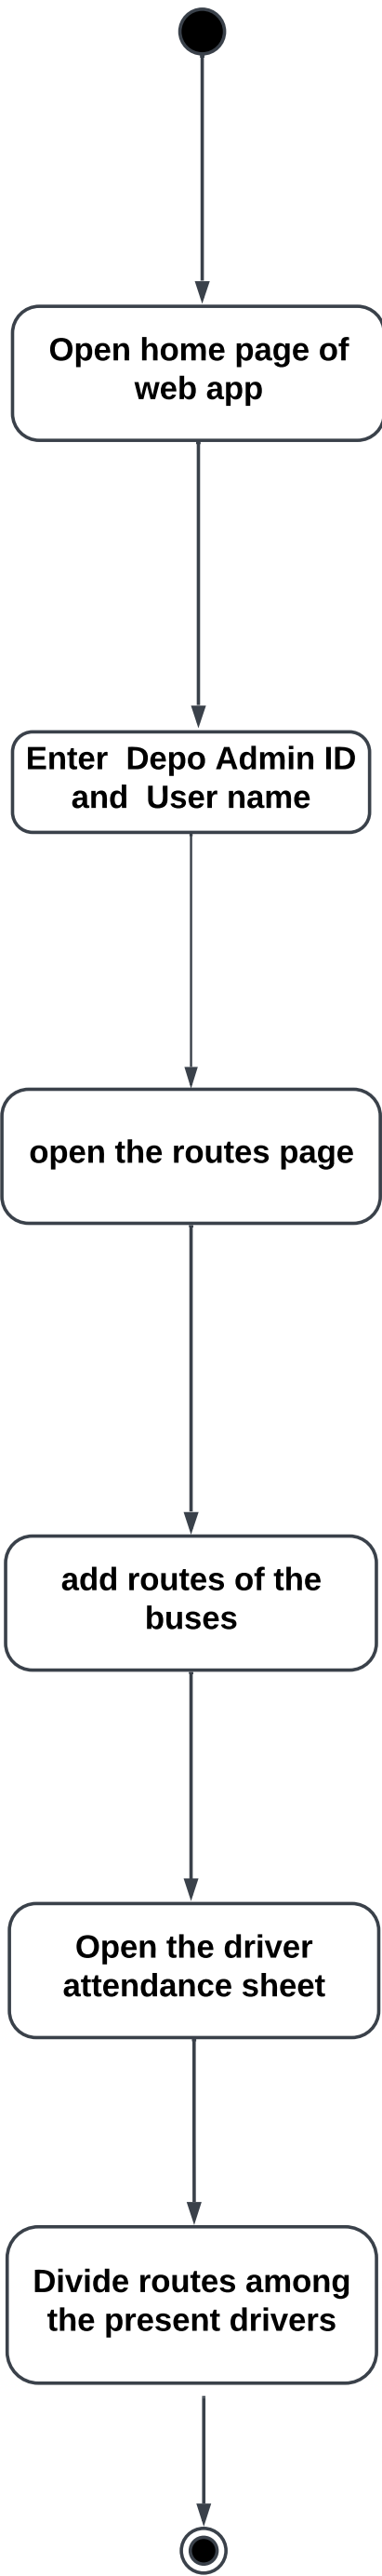 Open home page of
web app
Enter  Depo Admin ID
and  User name
open the routes page
add routes of the
buses
Open the driver
attendance sheet
Divide routes among
the present drivers